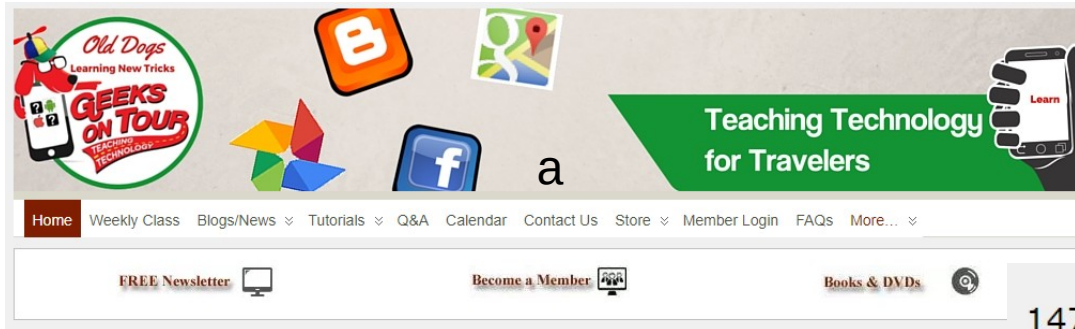 Old Dogs
Learning New Tricks
GEEKS
ON TOUR
TEACHING
TECHNOLOGY
a
Teaching Technology
for Travelers
Learn
Home Weekly Class Blogs/News Tutorials Q&A Calendar Contact Us Store Member Login FAQs More...
FREE Newsletter Become a Member Books & DVDs
147